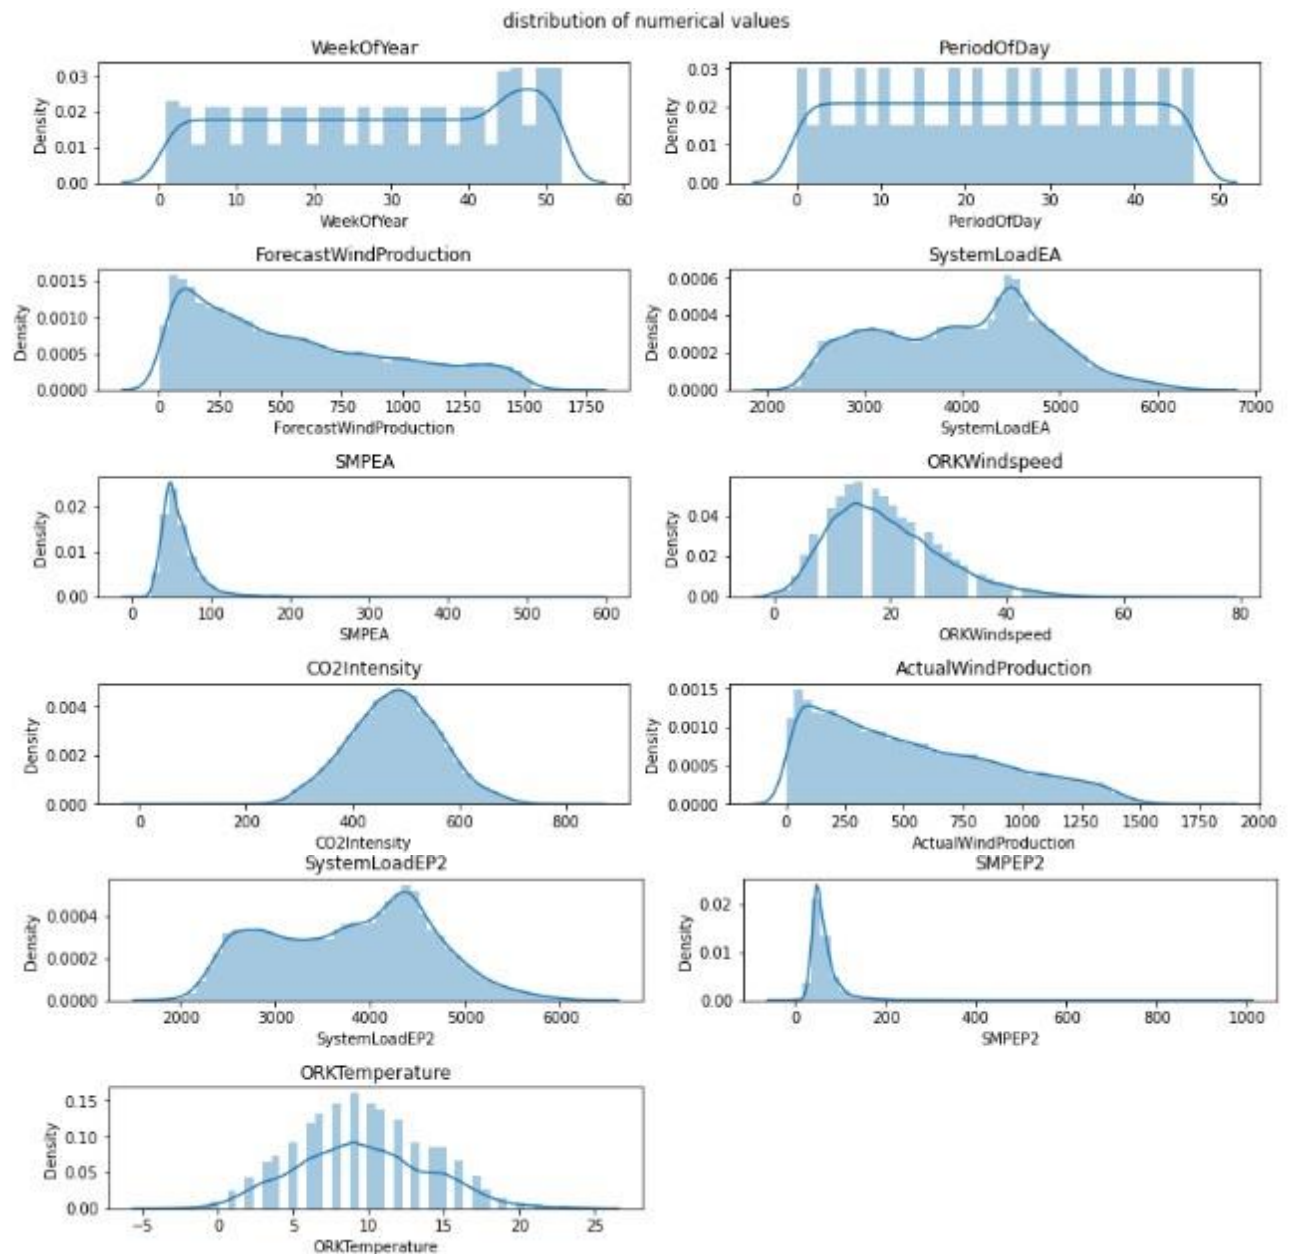 distribution of numerical values
WeekOfYear
0.03
0.02
0.01
0.00
Density
0 10 20 30 40 50 60
WeekOfYear
PeriodOfDay
0.03
0.02
0.01
0.00
Density
0 10 20 30 40 50
PeriodOfDay
ForecastWindProduction
0.0015
0.0010
0.0005
0.0000
Density
0 250 500 750 1000 1250 1500 1750
ForecastWindProduction
SystemLoadEA
0.0006
0.0004
0.0002
0.0000
Density
2000 3000 4000 5000 6000 7000
SystemLoadEA
SMPEA
0.02
0.01
0.00
Density
0 100 200 300 400 500 600
SMPEA
ORKWindspeed
0.04
0.02
0.00
Density
0 20 40 60 80
ORKWindspeed
CO2Intensity
0.004
0.002
0.000
Density
0 200 400 600 800
CO2Intensity
ActualWindProduction
0.0015
0.0010
0.0005
0.0000
Density
0 250 500 750 1000 1250 1500 1750 2000
ActualWindProduction
SystemLoadEP2
0.0004
0.0002
0.0000
Density
2000 3000 4000 5000 6000
SystemLoadEP2
SMPEP2
0.02
0.01
0.00
Density
0 200 400 600 800 1000
SMPEP2
ORKTemperature
0.15
0.10
0.05
0.00
Density
−5 0 5 10 15 20 25
ORKTemperature